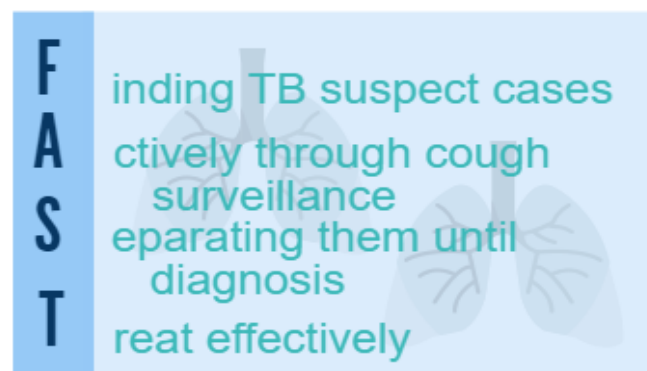 F inding TB suspect cases
A ctively through cough
surveillance
S eparating them until
diagnosis
T reat effectively